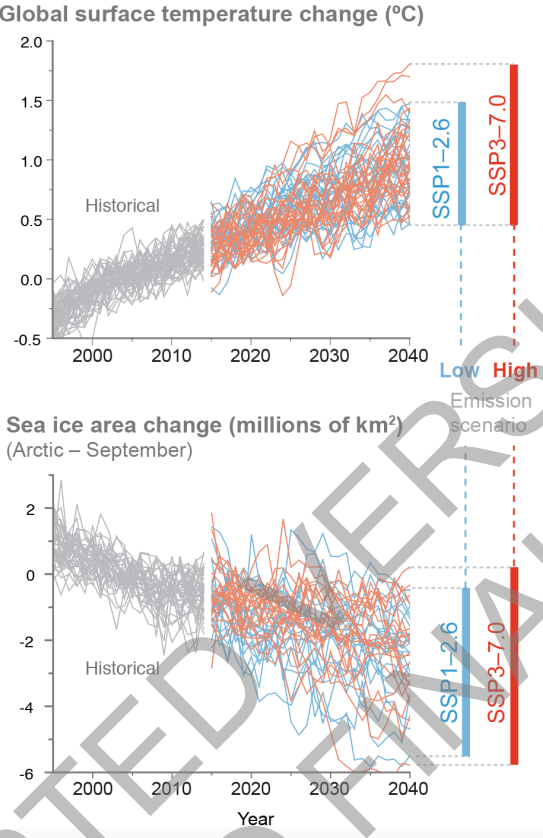 Global surface temperature change (ºC)
2.0
1.5
1.0
0.5
0.0
-0.5
Historical
2000 2010 2020 2030 2040
SSP1–2.6
SSP3–7.0
Low High
Emission
scenario
Sea ice area change (millions of km²)
(Arctic – September)
2
0
-2
-4
-6
Historical
2000 2010 2020 2030 2040
Year
SSP1–2.6
SSP3–7.0